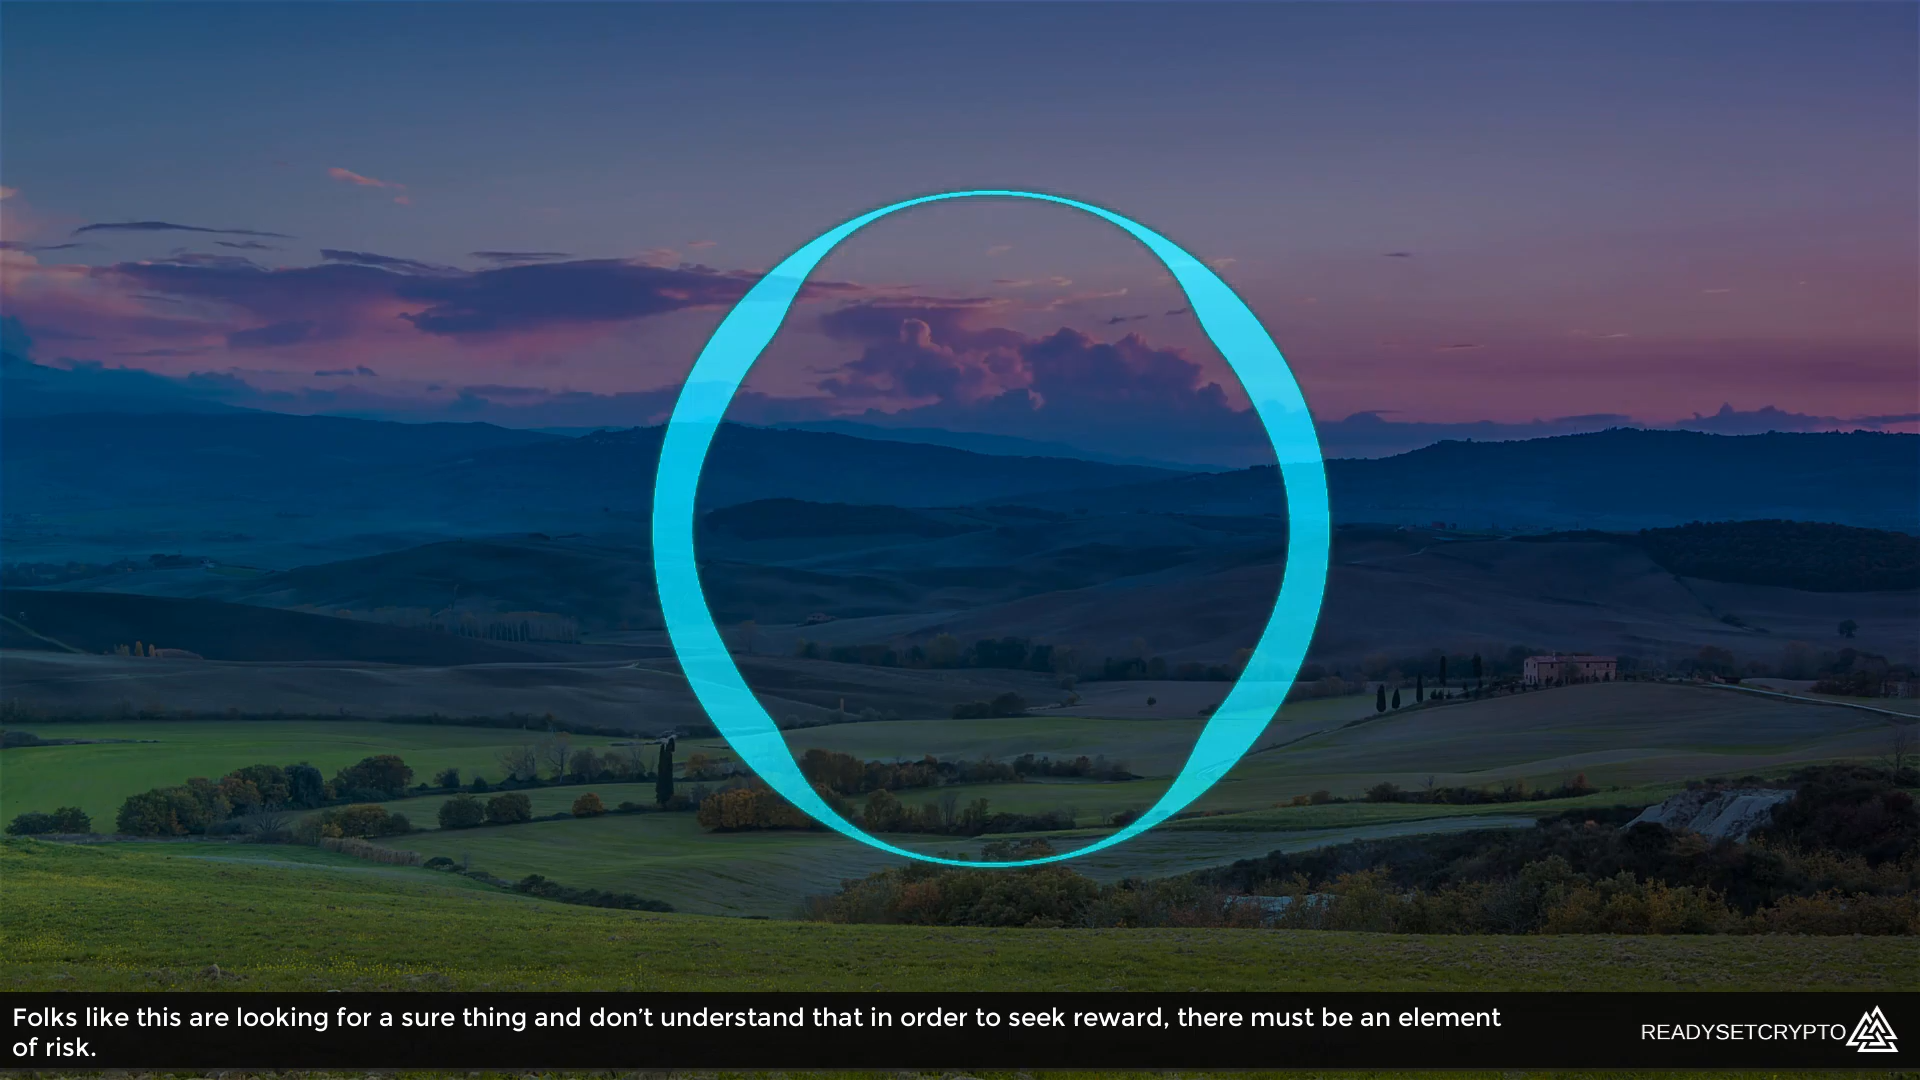 Folks like this are looking for a sure thing and don’t understand that in order to seek reward, there must be an element
of risk.
READYSETCRYPTO